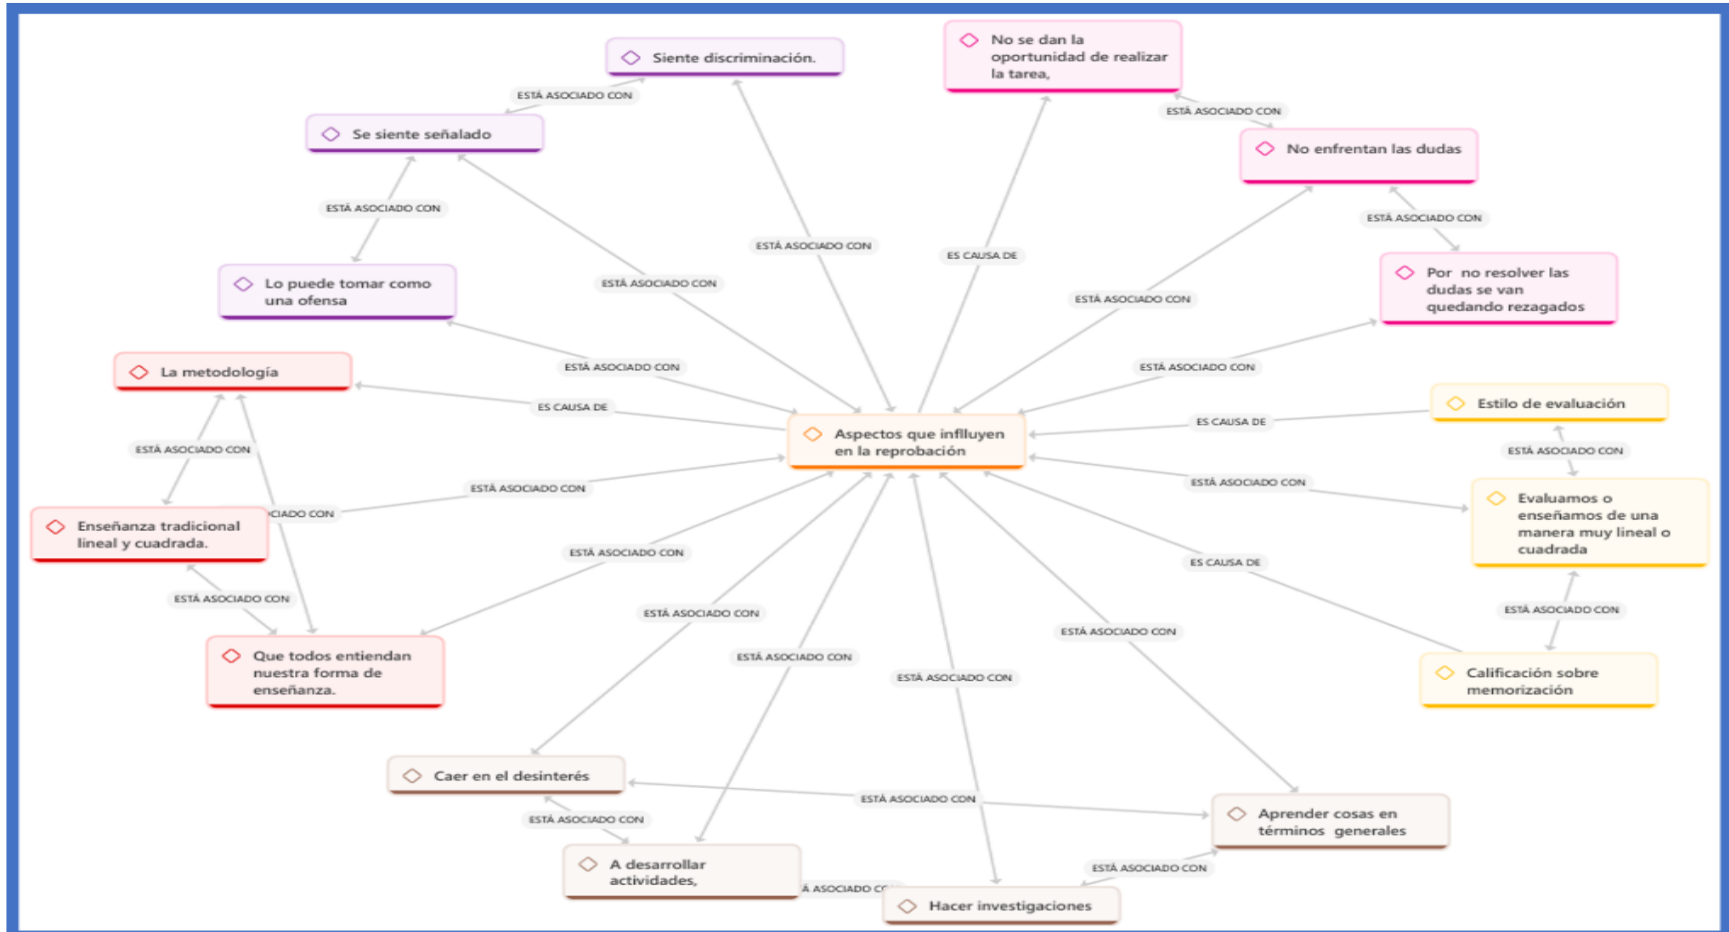 Siente discriminación.
No se dan la
oportunidad de realizar
la tarea,
ESTÁ ASOCIADO CON
ESTÁ ASOCIADO CON
Se siente señalado
No enfrentan las dudas
ESTÁ ASOCIADO CON
ESTÁ ASOCIADO CON
ESTÁ ASOCIADO CON
ES CAUSA DE
Lo puede tomar como
una ofensa
ESTÁ ASOCIADO CON
ESTÁ ASOCIADO CON
Por no resolver las
dudas se van
quedando rezagados
La metodología
ESTÁ ASOCIADO CON
ESTÁ ASOCIADO CON
ES CAUSA DE
Estilo de evaluación
ES CAUSA DE
Aspectos que inflluyen
en la reprobación
ESTÁ ASOCIADO CON
ESTÁ ASOCIADO CON
ESTÁ ASOCIADO CON
ESTÁ ASOCIADO CON
Evaluamos o
enseñamos de una
manera muy lineal o
cuadrada
CIADO CON
Enseñanza tradicional
lineal y cuadrada.
ESTÁ ASOCIADO CON
ES CAUSA DE
ESTÁ ASOCIADO CON
ESTÁ ASOCIADO CON
ESTÁ ASOCIADO CON
ESTÁ ASOCIADO CON
Que todos entiendan
nuestra forma de
enseñanza.
ESTÁ ASOCIADO CON
ESTÁ ASOCIADO CON
Calificación sobre
memorización
Caer en el desinterés
ESTÁ ASOCIADO CON
ESTÁ ASOCIADO CON
Aprender cosas en
términos generales
A desarrollar
actividades,
ESTÁ ASOCIADO CON
Á ASOCIADO CO
Hacer investigaciones